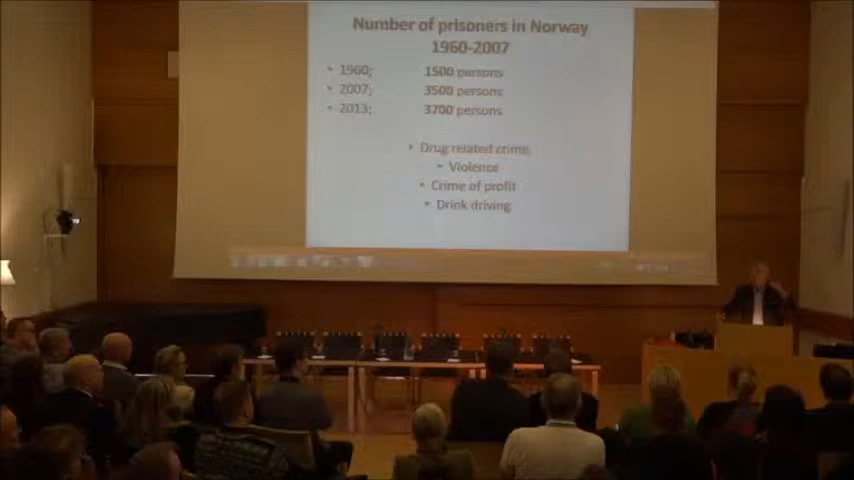 Number of prisoners in Norway
1960-2007
• 1960; 1500 persons
• 2007; 3500 persons
• 2013; 3700 persons
• Drug related crime
• Violence
• Crime of profit
• Drink driving